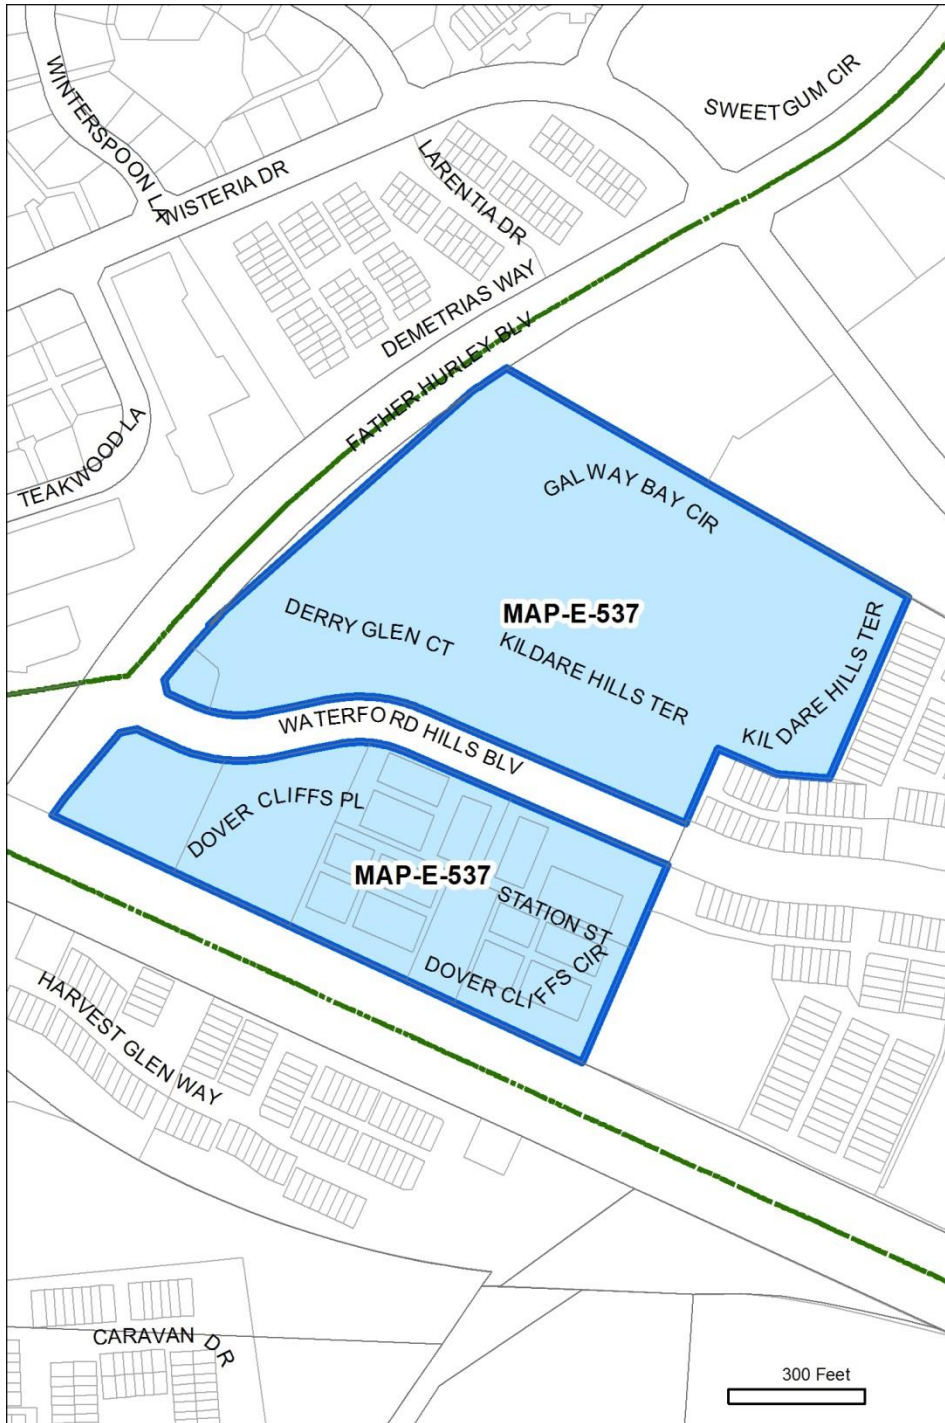 WINTERSPOON LA
SWEETGUM CIR
WISTERIA DR
LARENTIA DR
DEMETRIAS WAY
FATHER HURLEY BLV
TEAKWOOD LA
GALWAY BAY CIR
MAP-E-537
DERRY GLEN CT
KILDARE HILLS TER
KILDARE HILLS TER
WATERFORD HILLS BLV
DOVER CLIFFS PL
MAP-E-537
STATION ST
DOVER CLIFFS CIR
HARVEST GLEN WAY
CARAVAN DR
300 Feet